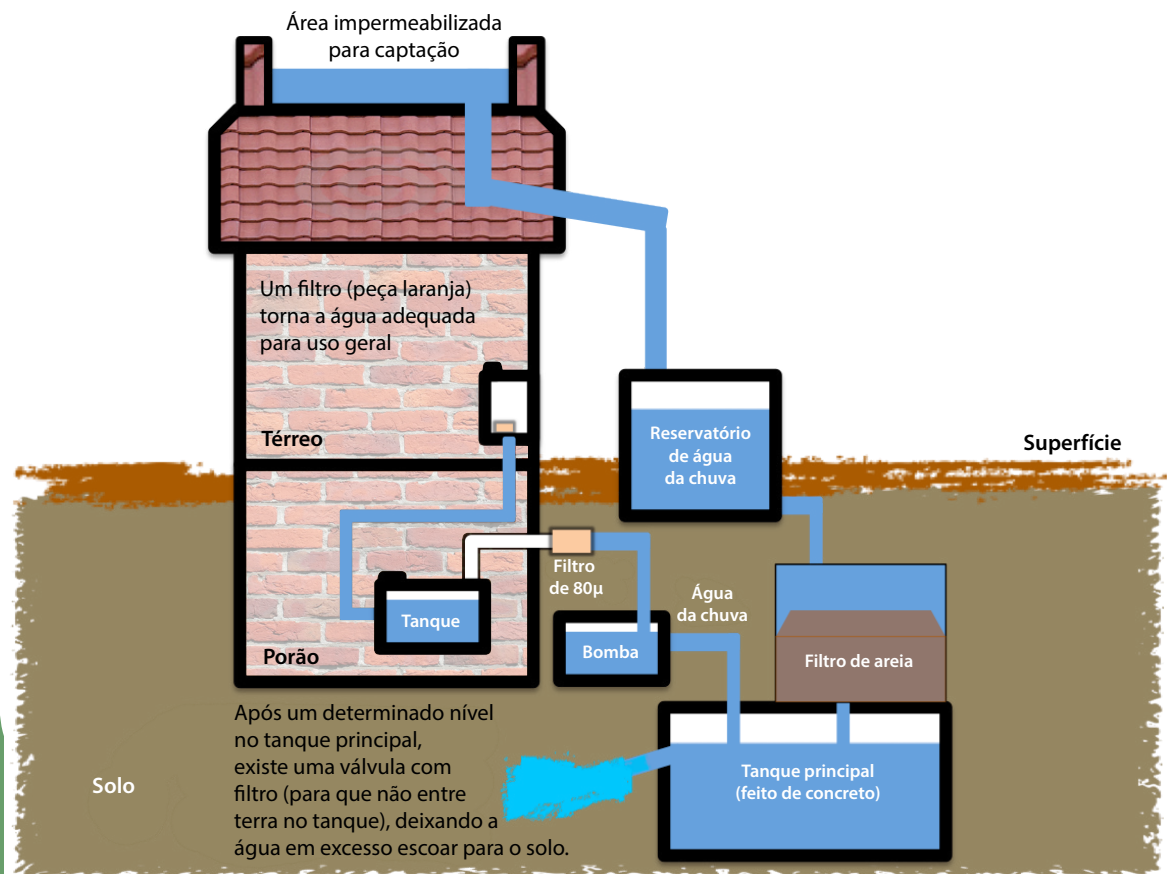 Área impermeabilizada
para captação
Um filtro (peça laranja)
torna a água adequada
para uso geral
Térreo
Reservatório
de água
da chuva
Superfície
Filtro
de 80µ
Água
da chuva
Tanque
Bomba
Filtro de areia
Porão
Após um determinado nível
no tanque principal,
existe uma válvula com
filtro (para que não entre
terra no tanque), deixando a
água em excesso escoar para o solo.
Solo
Tanque principal
(feito de concreto)